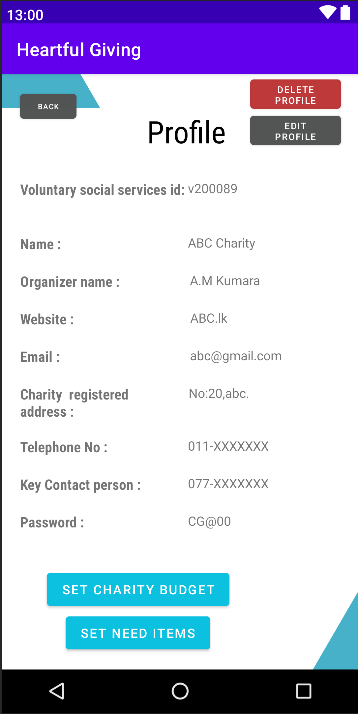 13:00
Heartful Giving
BACK
DELETE
PROFILE
EDIT
PROFILE
Profile
Voluntary social services id: v200089
Name : ABC Charity
Organizer name : A.M Kumara
Website : ABC.lk
Email : abc@gmail.com
Charity registered No:20,abc.
address :
Telephone No : 011-XXXXXXX
Key Contact person : 077-XXXXXXX
Password : CG@00
SET CHARITY BUDGET
SET NEED ITEMS